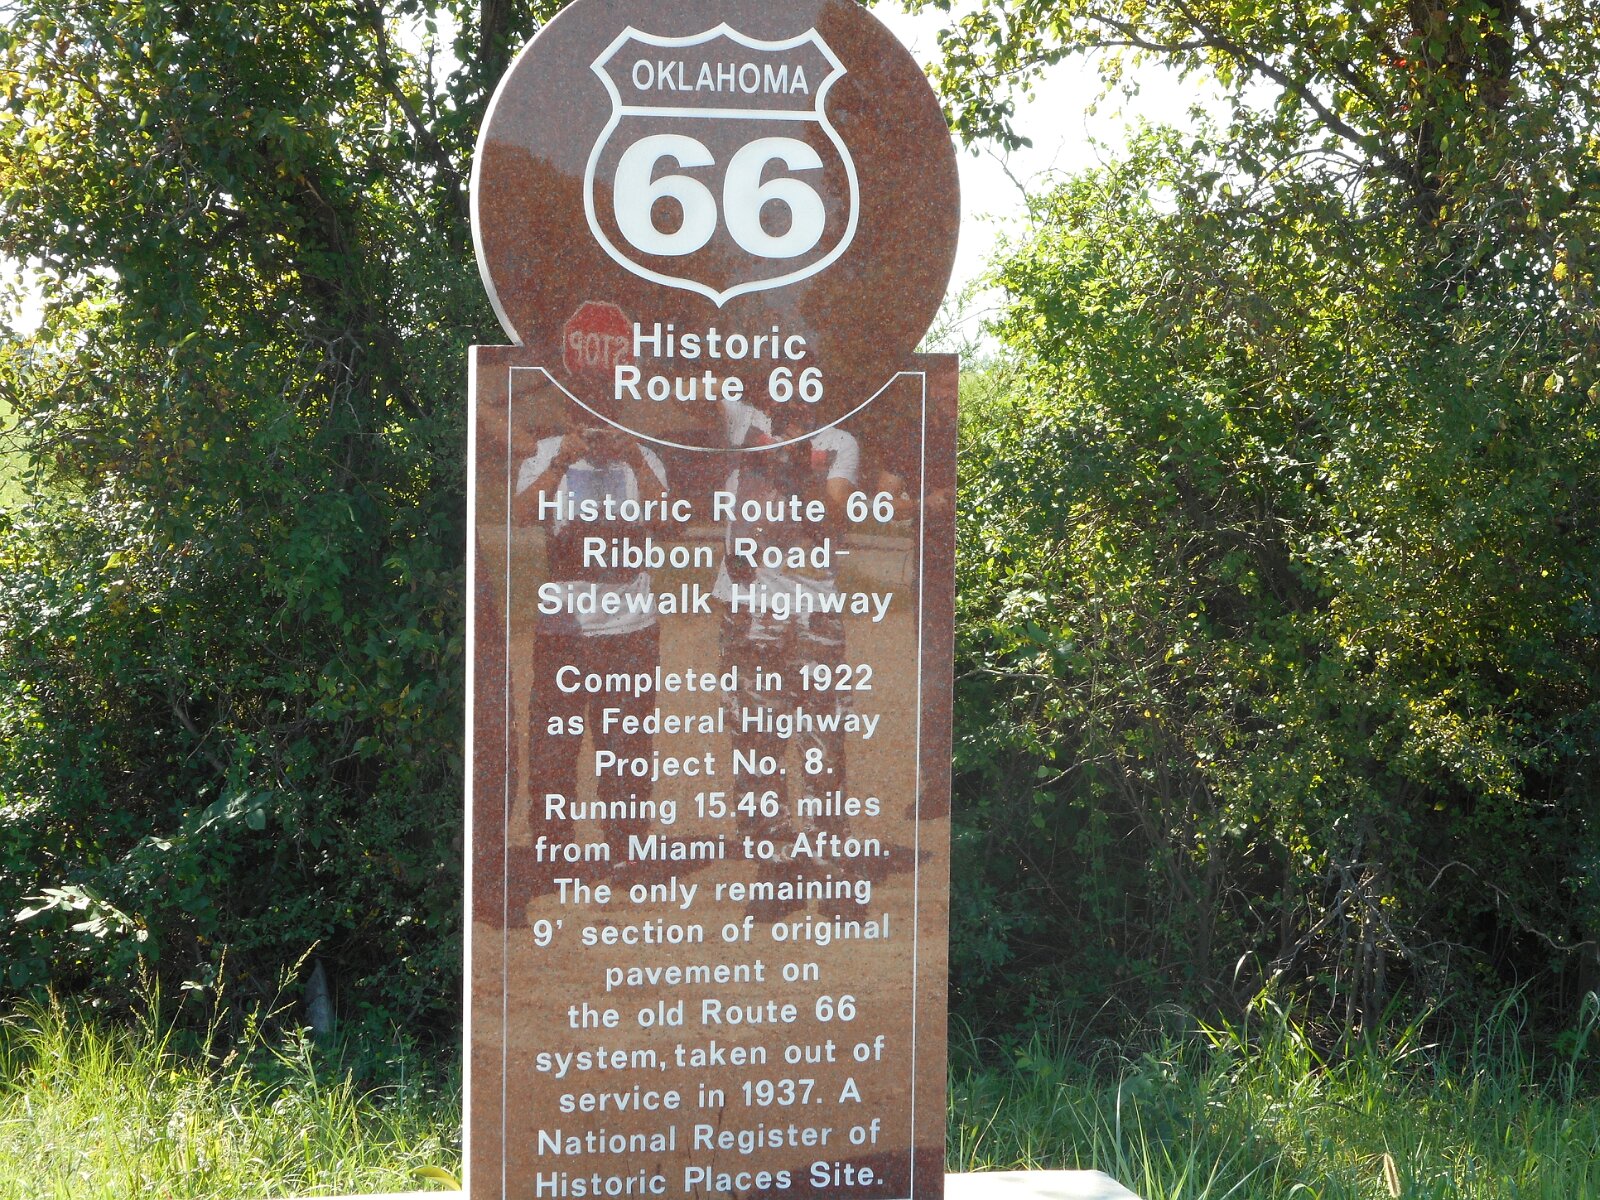 OKLAHOMA
66
STOP
Historic
Route 66
Historic Route 66
Ribbon Road-
Sidewalk Highway
Completed in 1922
as Federal Highway
Project No. 8.
Running 15.46 miles
from Miami to Afton.
The only remaining
9' section of original
pavement on
the old Route 66
system, taken out of
service in 1937. A
National Register of
Historic Places Site.